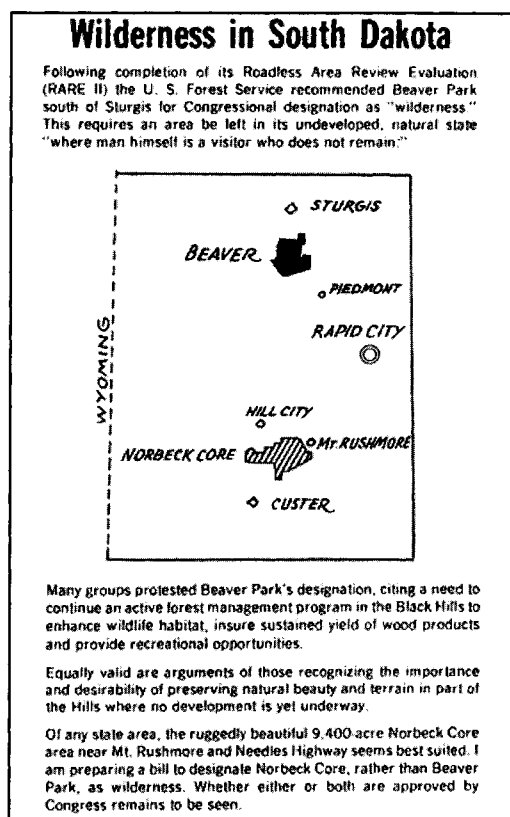 Wilderness in South Dakota
Following completion of its Roadless Area Review Evaluation
(RARE II) the U. S. Forest Service recommended Beaver Park
south of Sturgis for Congressional designation as "wilderness."
This requires an area be left in its undeveloped, natural state
"where man himself is a visitor who does not remain."
STURGIS
BEAVER
PIEDMONT
RAPID CITY
WYOMING
HILL CITY
NORBECK CORE
MT. RUSHMORE
CUSTER
Many groups protested Beaver Park's designation, citing a need to
continue an active forest management program in the Black Hills to
enhance wildlife habitat, insure sustained yield of wood products
and provide recreational opportunities.
Equally valid are arguments of those recognizing the importance
and desirability of preserving natural beauty and terrain in part of
the Hills where no development is yet underway.
Of any state area, the ruggedly beautiful 9,400-acre Norbeck Core
area near Mt. Rushmore and Needles Highway seems best suited. I
am preparing a bill to designate Norbeck Core, rather than Beaver
Park, as wilderness. Whether either or both are approved by
Congress remains to be seen.